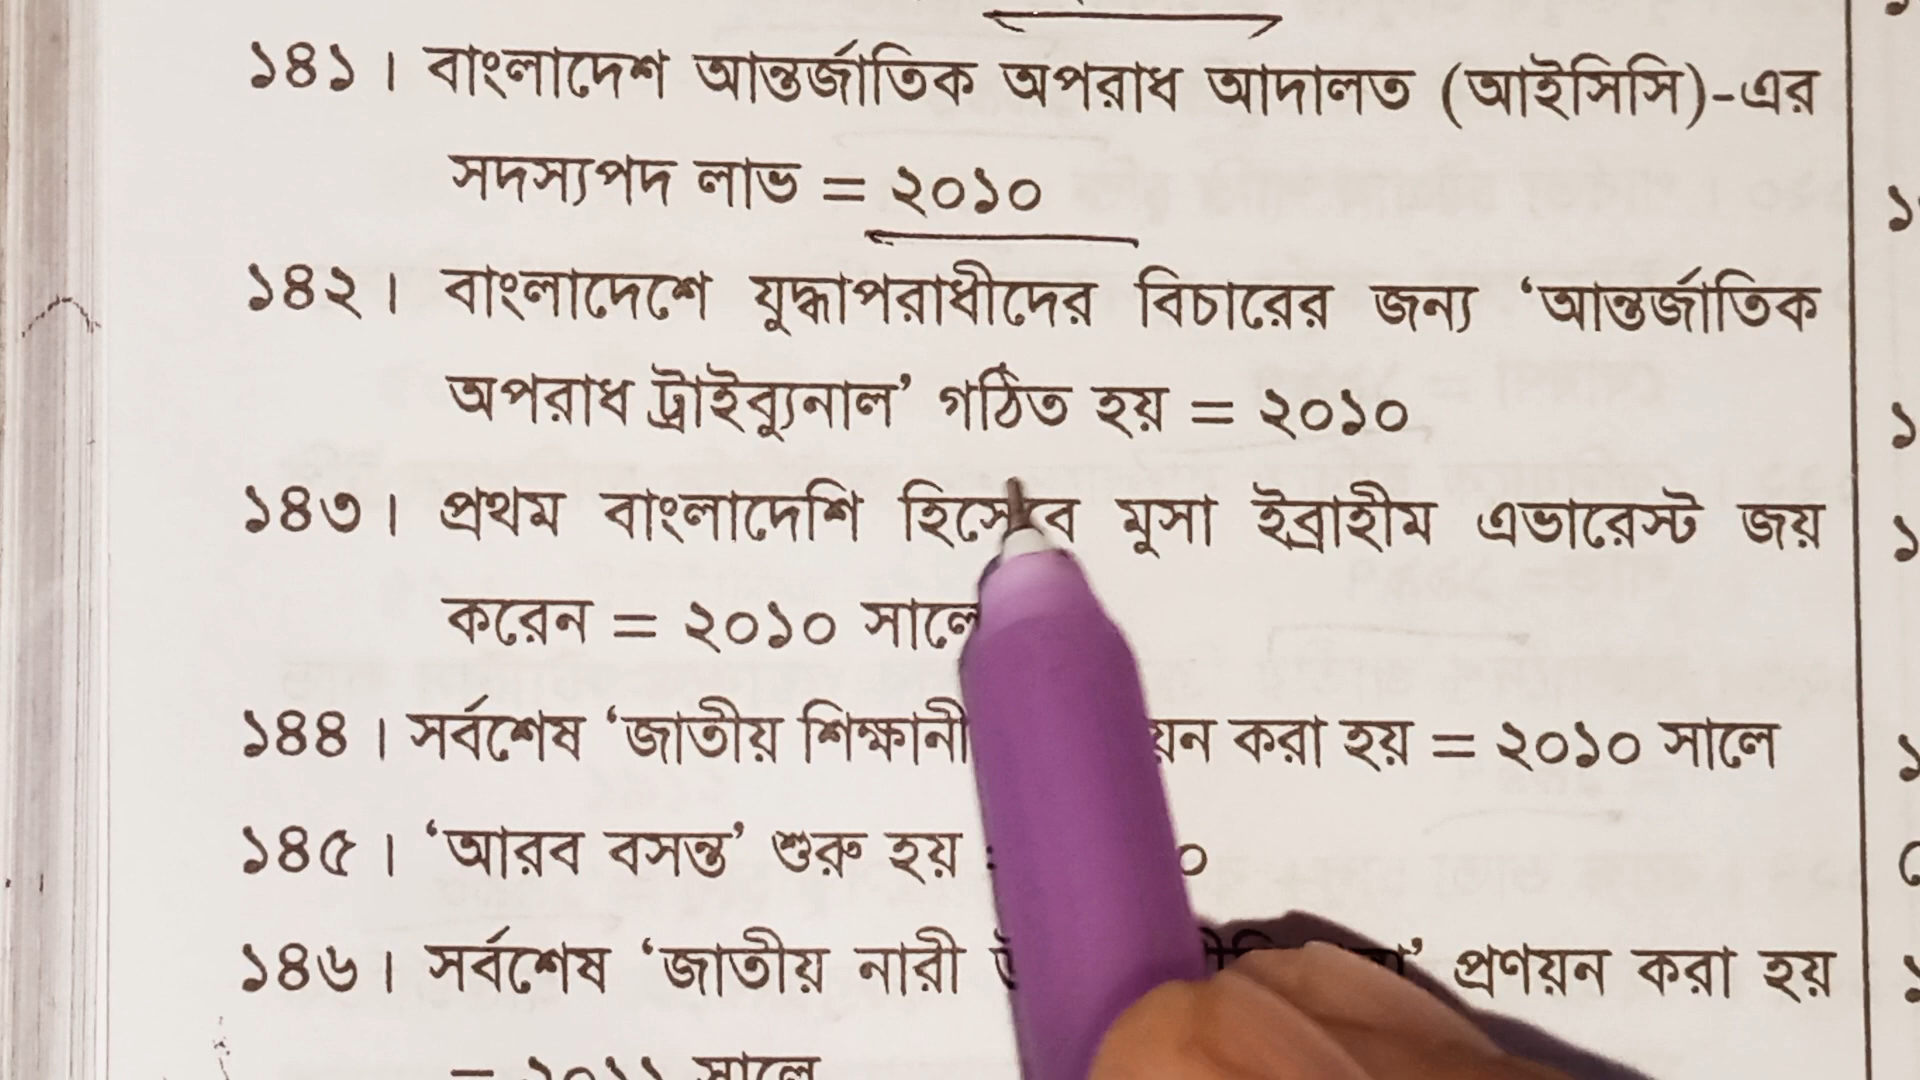 ১৪১। বাংলাদেশ আন্তর্জাতিক অপরাধ আদালত (আইসিসি)-এর
সদস্যপদ লাভ = ২০১০
১৪২। বাংলাদেশে যুদ্ধাপরাধীদের বিচারের জন্য ‘আন্তর্জাতিক
অপরাধ ট্রাইব্যুনাল’ গঠিত হয় = ২০১০
১৪৩। প্রথম বাংলাদেশি হিসেবে মুসা ইব্রাহীম এভারেস্ট জয়
করেন = ২০১০ সালে
১৪৪। সর্বশেষ ‘জাতীয় করা হয় = ২০১০ সালে
১৪৫। ‘আরব বসন্ত’ শুরু হয়
১৪৬। সর্বশেষ ‘জাতীয় নারী প্রণয়ন করা হয়
= ২০১১ সালে